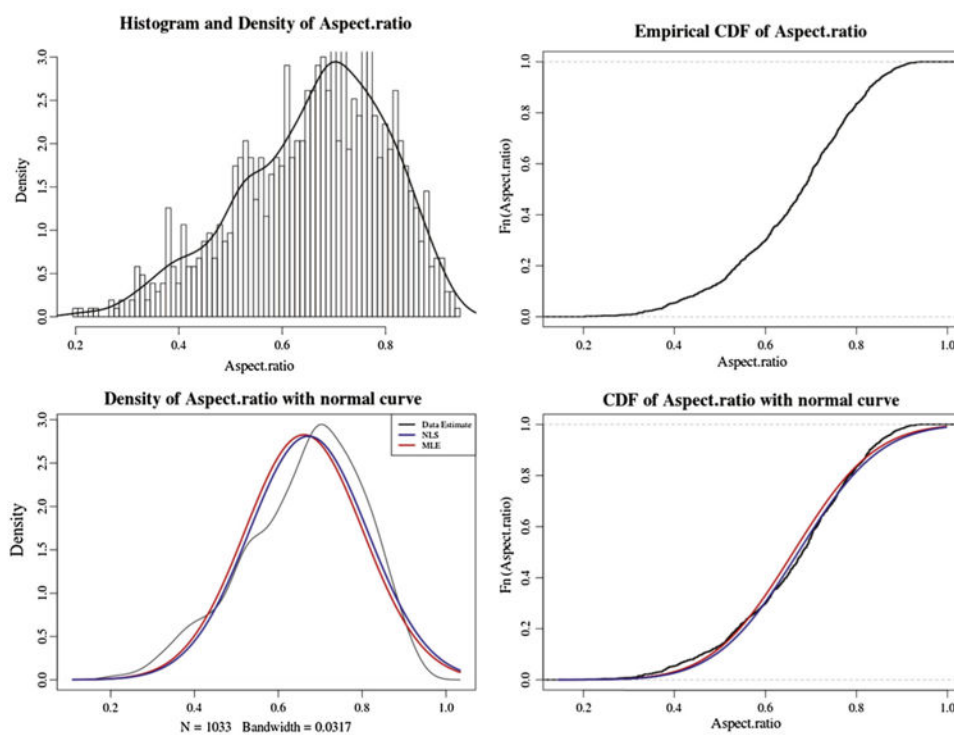 Histogram and Density of Aspect.ratio
Density
0.0 0.5 1.0 1.5 2.0 2.5 3.0
0.2 0.4 0.6 0.8
Aspect.ratio
Empirical CDF of Aspect.ratio
Fn(Aspect.ratio)
0.0 0.2 0.4 0.6 0.8 1.0
0.2 0.4 0.6 0.8 1.0
Aspect.ratio
Density of Aspect.ratio with normal curve
Density
0.0 0.5 1.0 1.5 2.0 2.5 3.0
Data Estimate
NLS
MLE
0.2 0.4 0.6 0.8 1.0
N = 1033 Bandwidth = 0.0317
CDF of Aspect.ratio with normal curve
Fn(Aspect.ratio)
0.0 0.2 0.4 0.6 0.8 1.0
0.2 0.4 0.6 0.8 1.0
Aspect.ratio